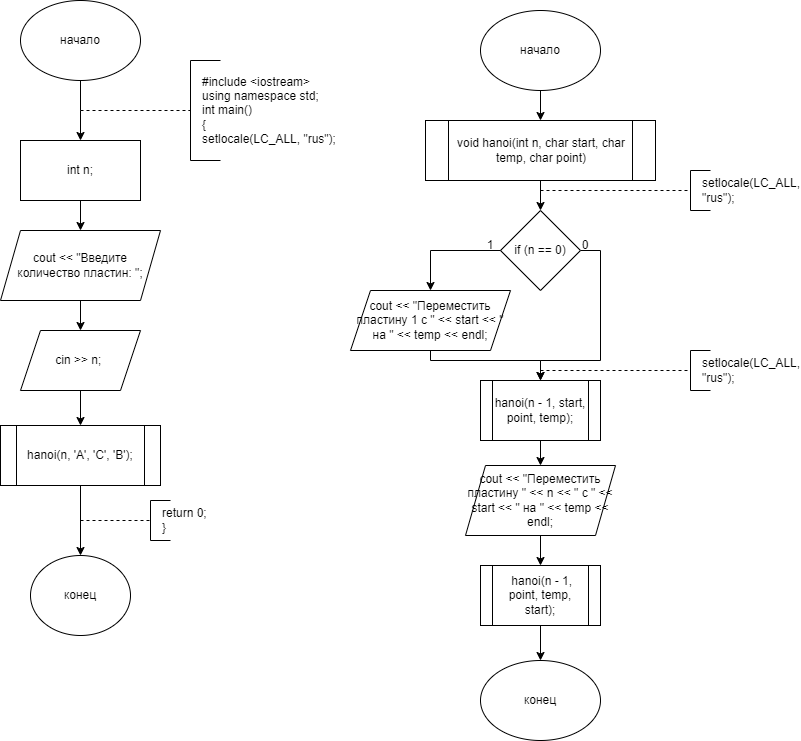 начало
#include <iostream>
using namespace std;
int main()
{
setlocale(LC_ALL, "rus");
int n;
cout << "Введите
количество пластин: ";
cin >> n;
hanoi(n, 'A', 'C', 'B');
return 0;
}
конец
начало
void hanoi(int n, char start, char
temp, char point)
setlocale(LC_ALL,
"rus");
if (n == 0)
1
0
cout << "Переместить
пластину 1 с " << start << "
на " << temp << endl;
setlocale(LC_ALL,
"rus");
hanoi(n - 1, start,
point, temp);
cout << "Переместить
пластину " << n << " с " <<
start << " на " << temp <<
endl;
hanoi(n - 1,
point, temp,
start);
конец